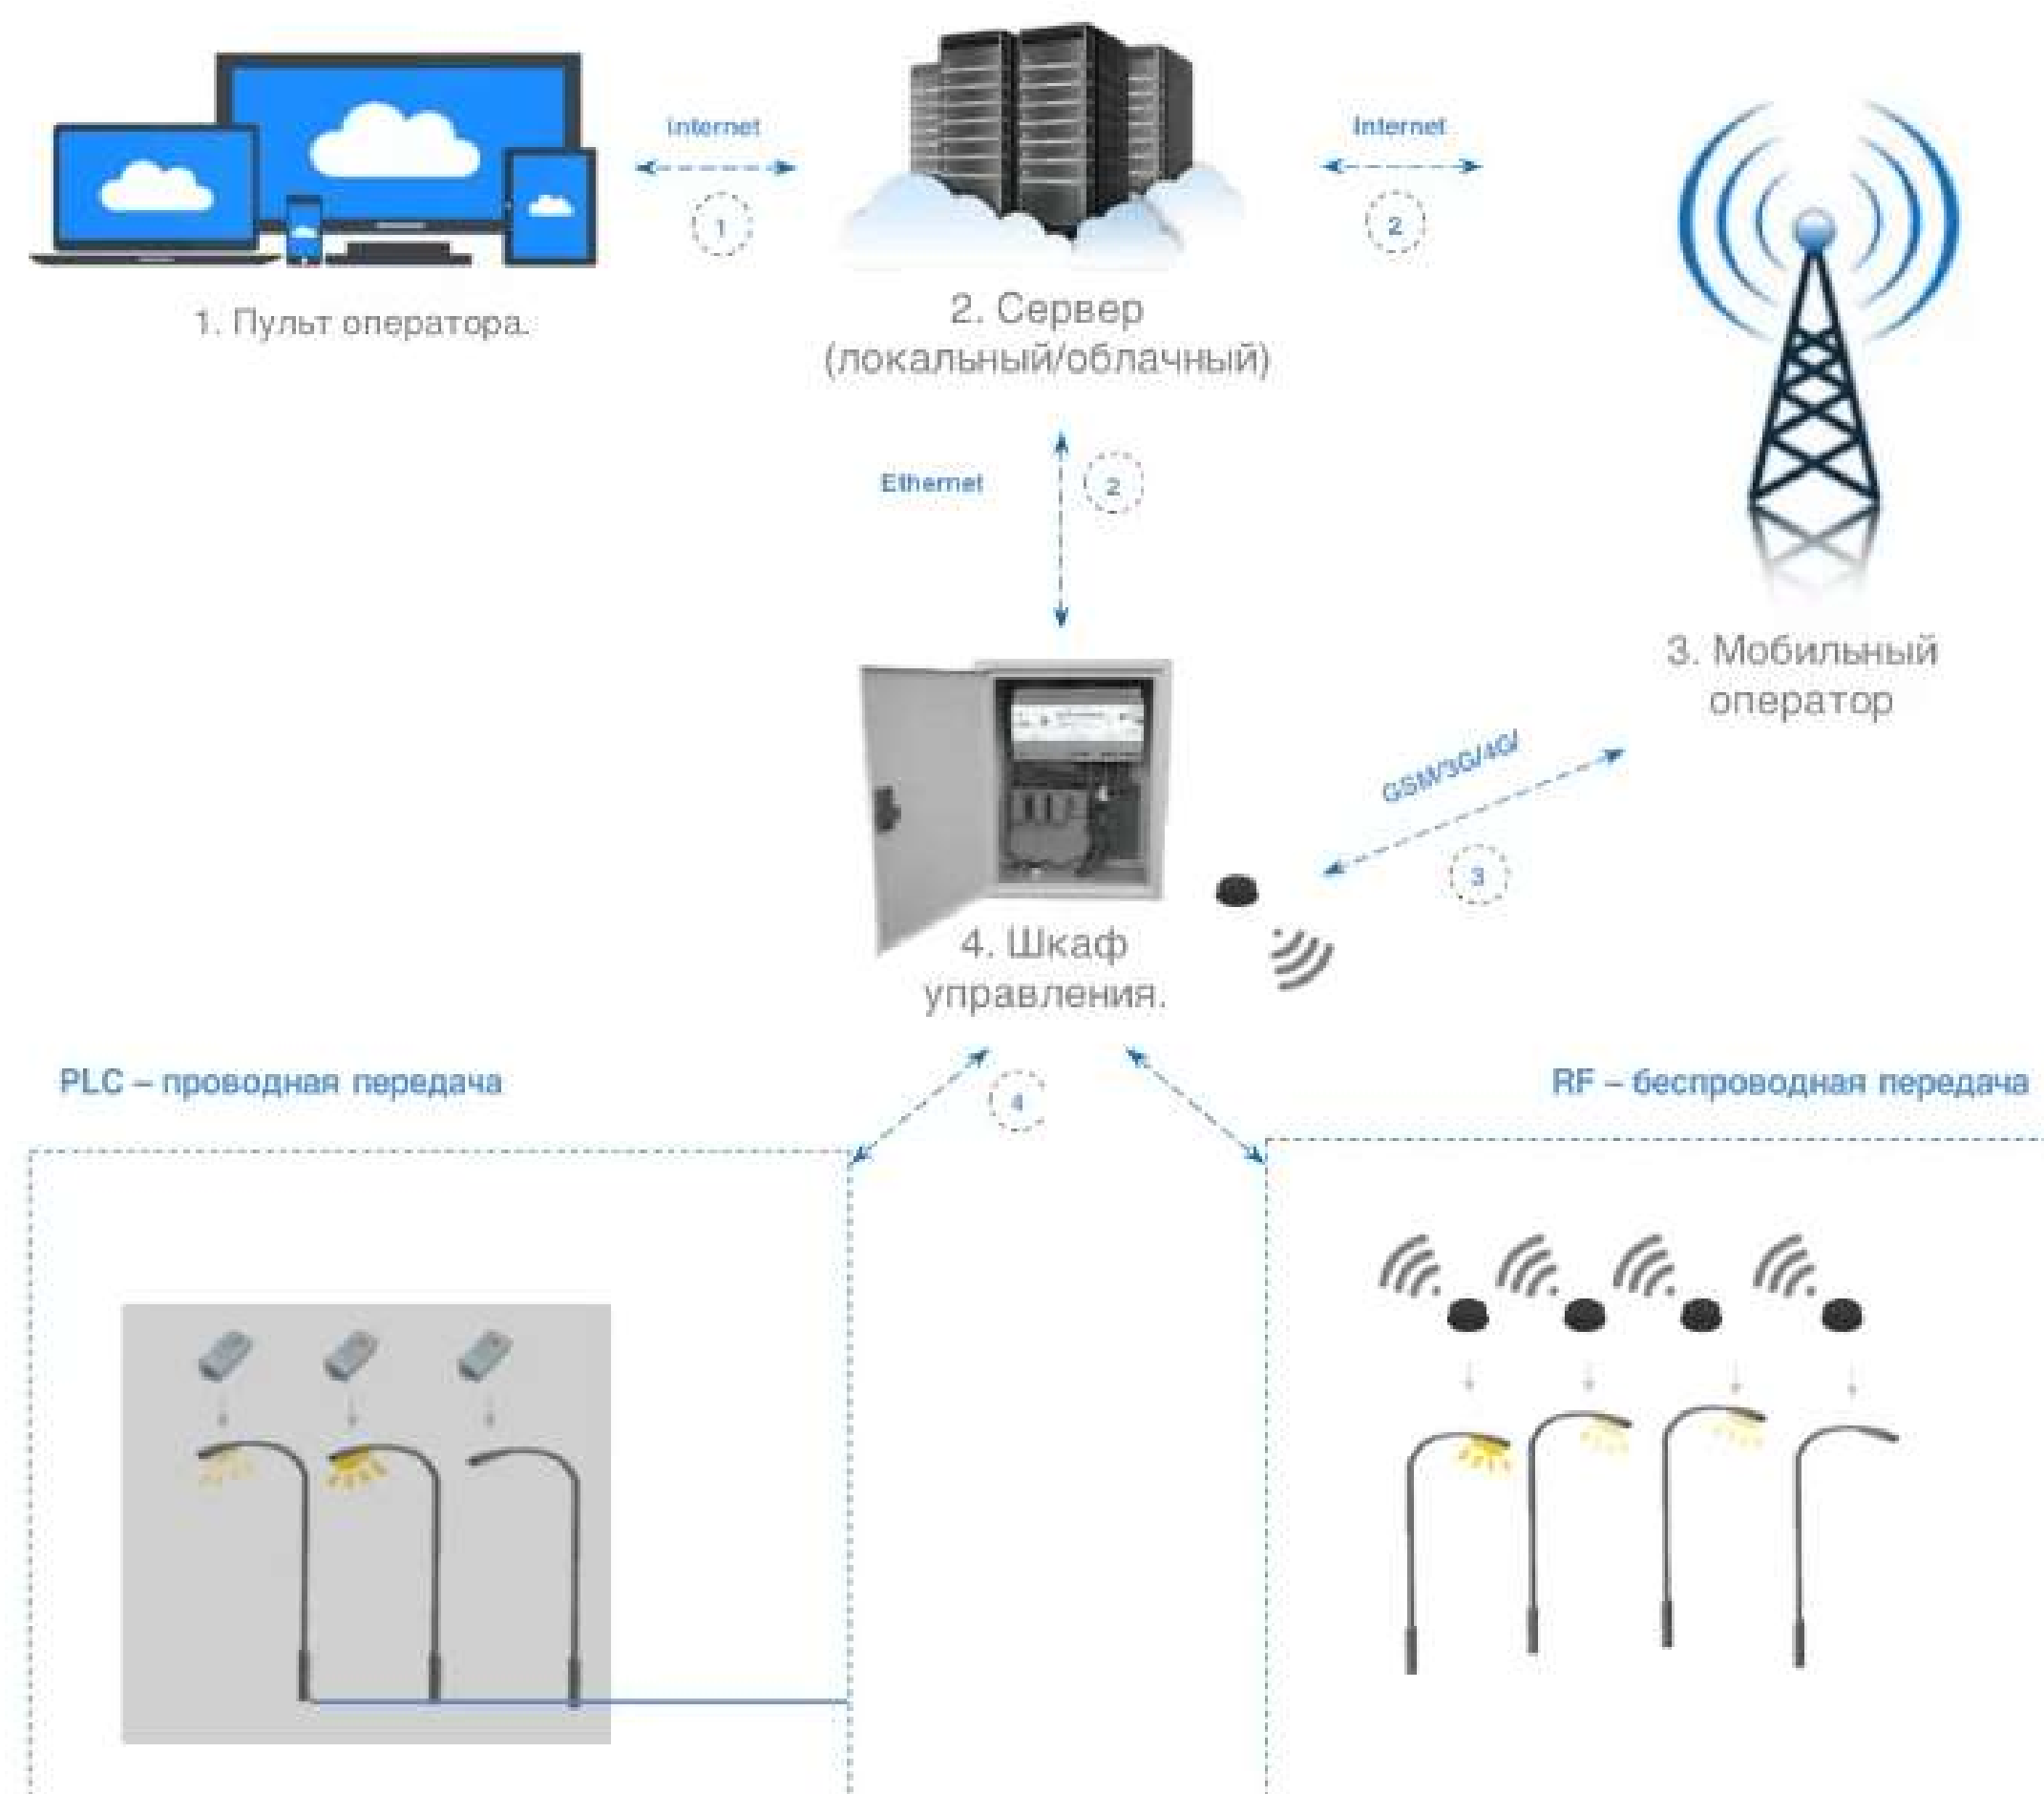 Internet
1
1. Пульт оператора.
2. Сервер
(локальный/облачный)
Internet
2
Ethernet
2
3. Мобильный
оператор
GSM/3G/4G/
3
4. Шкаф
управления.
4
PLC – проводная передача
RF – беспроводная передача